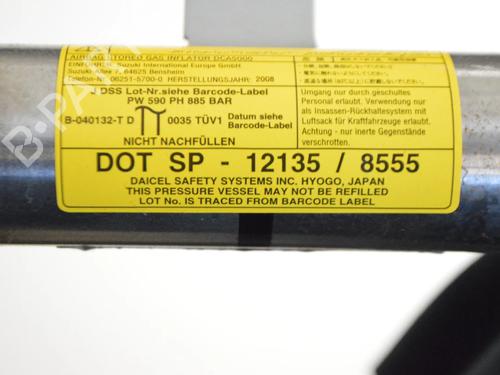 AIRBAG STORED GAS INFLATOR DCA5000
EINFÜHRER: Suzuki International Europe GmbH
Suzuki Allee 7, 64625 Bensheim
Telefon-Nr. 06251-5700-0 HERSTELLUNGSJAHR: 2008
J DSS Lot-Nr.siehe Barcode-Label
PW 590 PH 885 BAR
B-040132-T D
0035 TÜV1
Datum siehe
Barcode-Label
NICHT NACHFÜLLEN
Umgang nur durch geschultes
Personal erlaubt. Verwendung nur
als Insassen-Rückhaltesystem mit
Luftsack für Kraftfahrzeuge erlaubt.
Achtung - nur inerte Gegenstände
verschrotten.
DOT SP - 12135 / 8555
DAICEL SAFETY SYSTEMS INC. HYOGO, JAPAN
THIS PRESSURE VESSEL MAY NOT BE REFILLED
LOT No. IS TRACED FROM BARCODE LABEL
B-PARTS